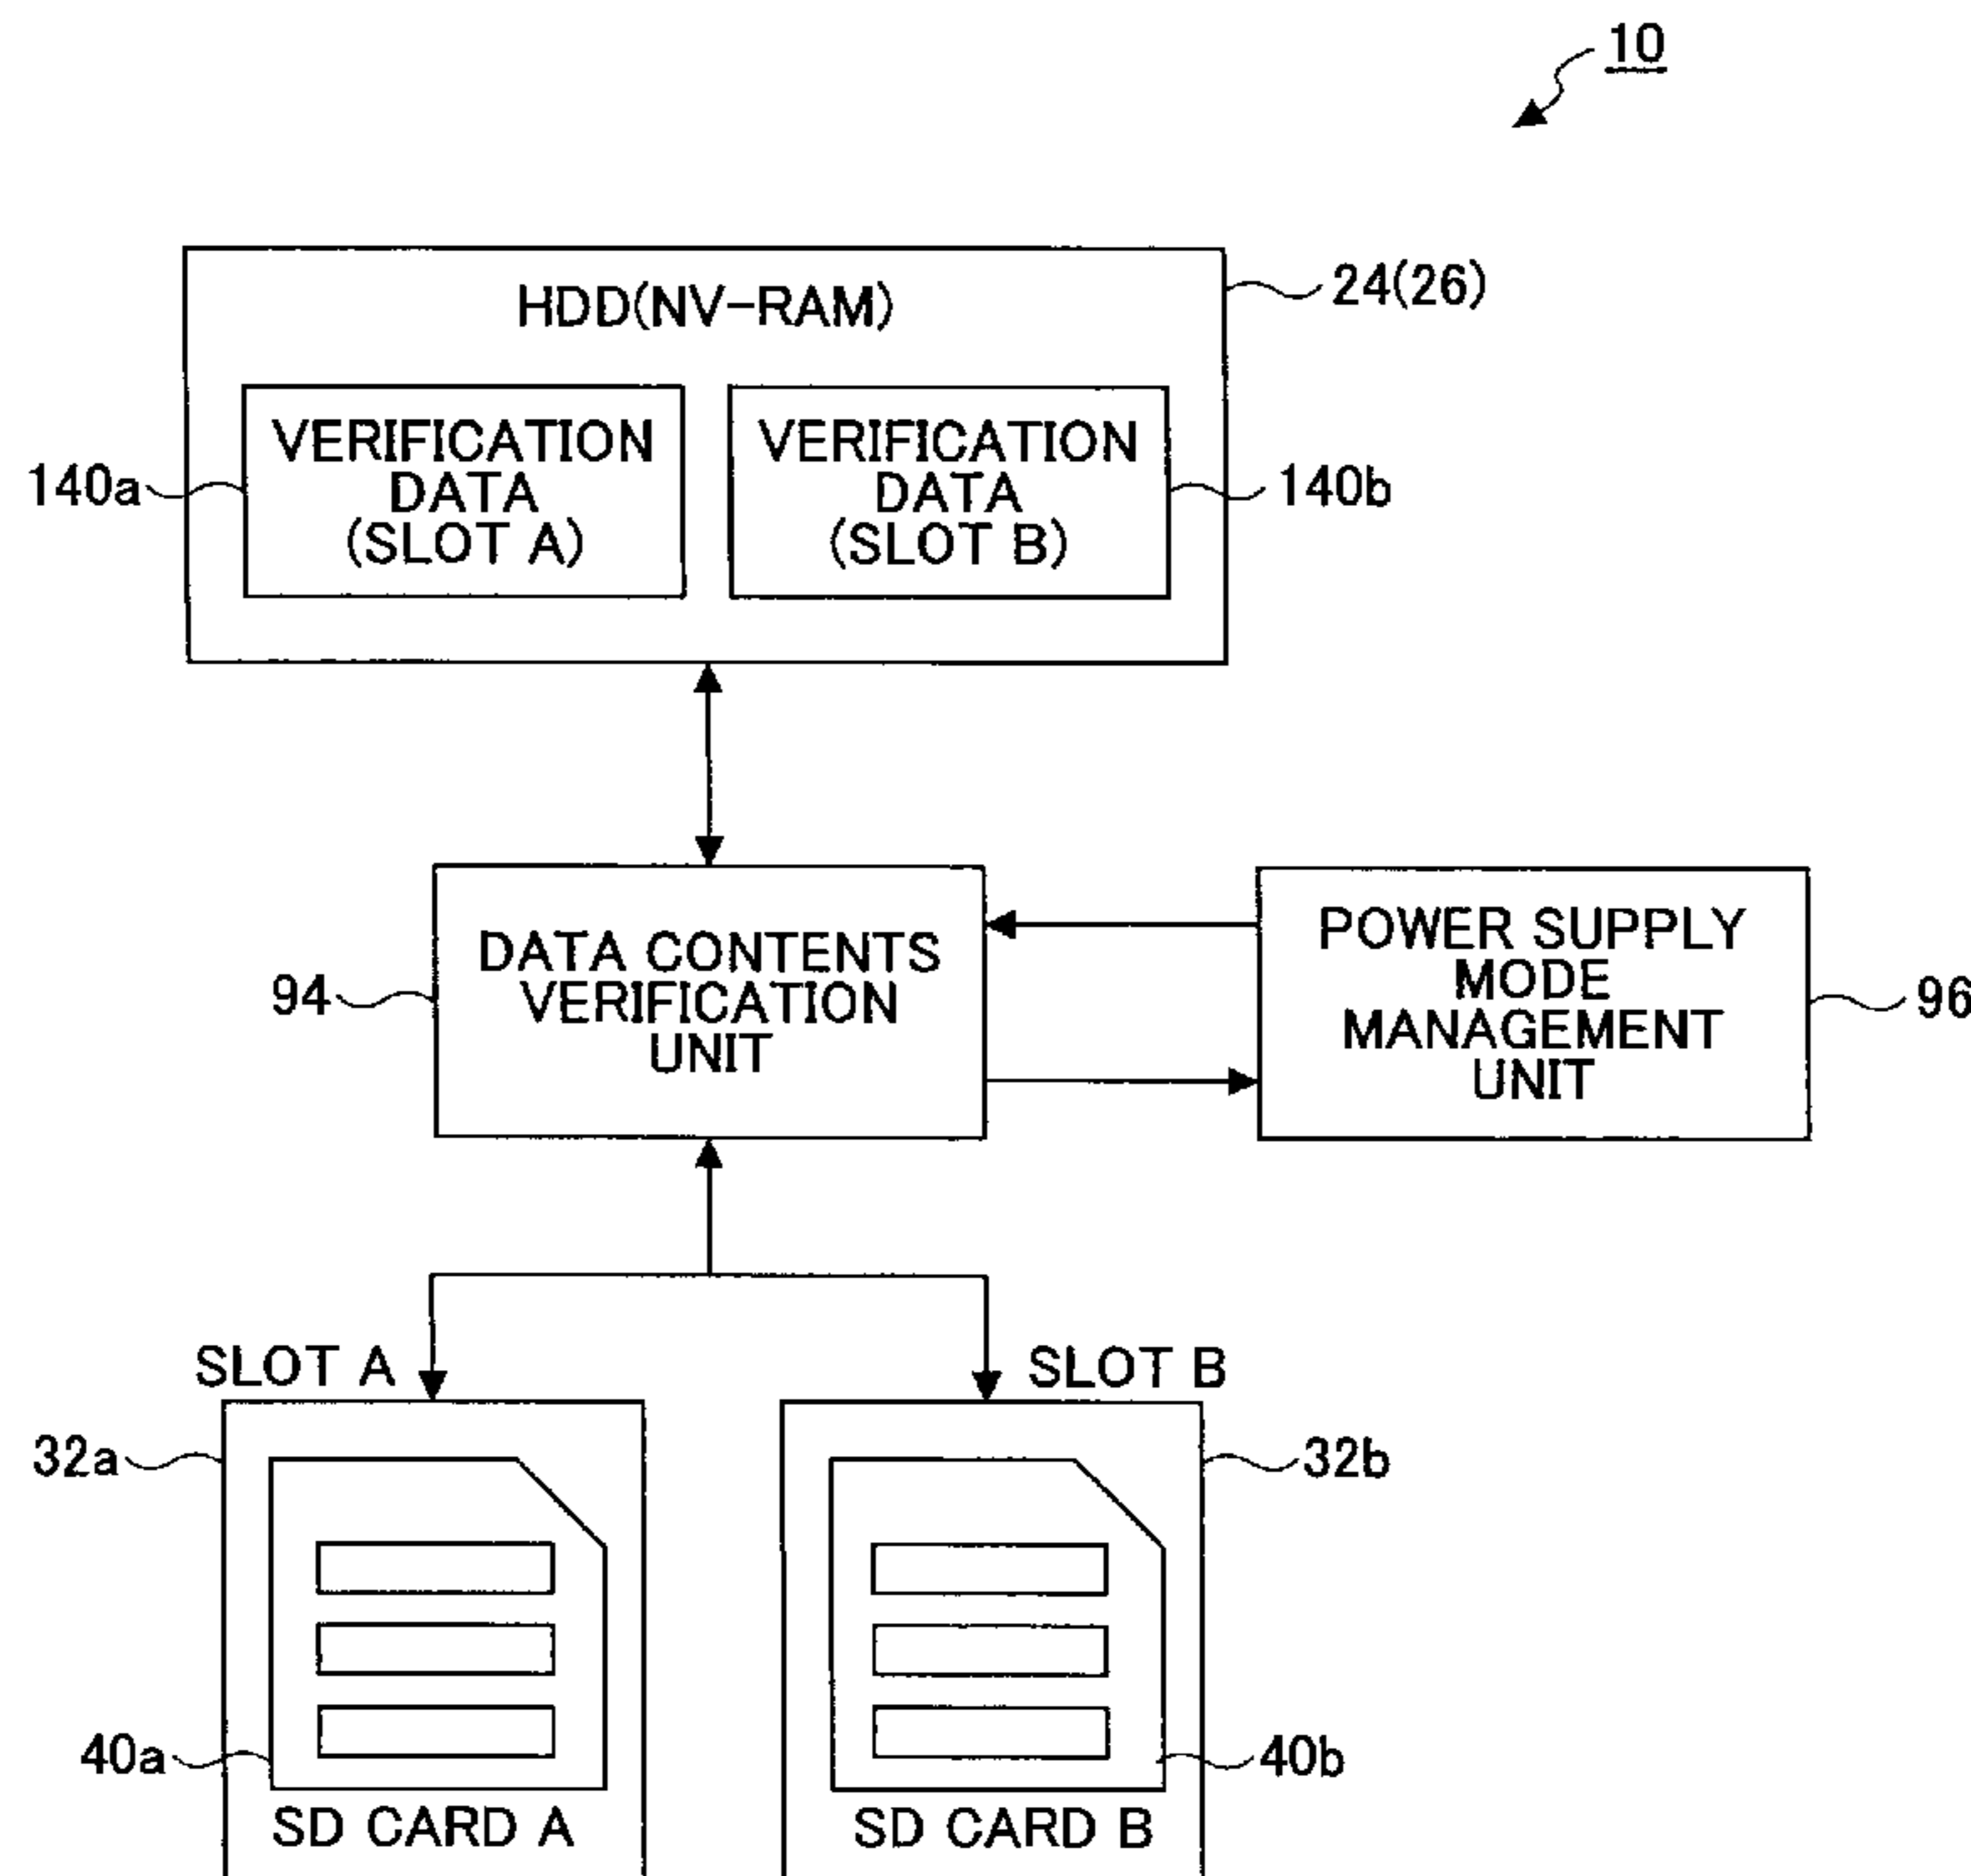 10
HDD(NV-RAM)
24(26)
VERIFICATION
DATA
(SLOT A)
VERIFICATION
DATA
(SLOT B)
140a
140b
DATA CONTENTS
VERIFICATION
UNIT
94
POWER SUPPLY
MODE
MANAGEMENT
UNIT
96
SLOT A
SLOT B
32a
32b
40a
40b
SD CARD A
SD CARD B